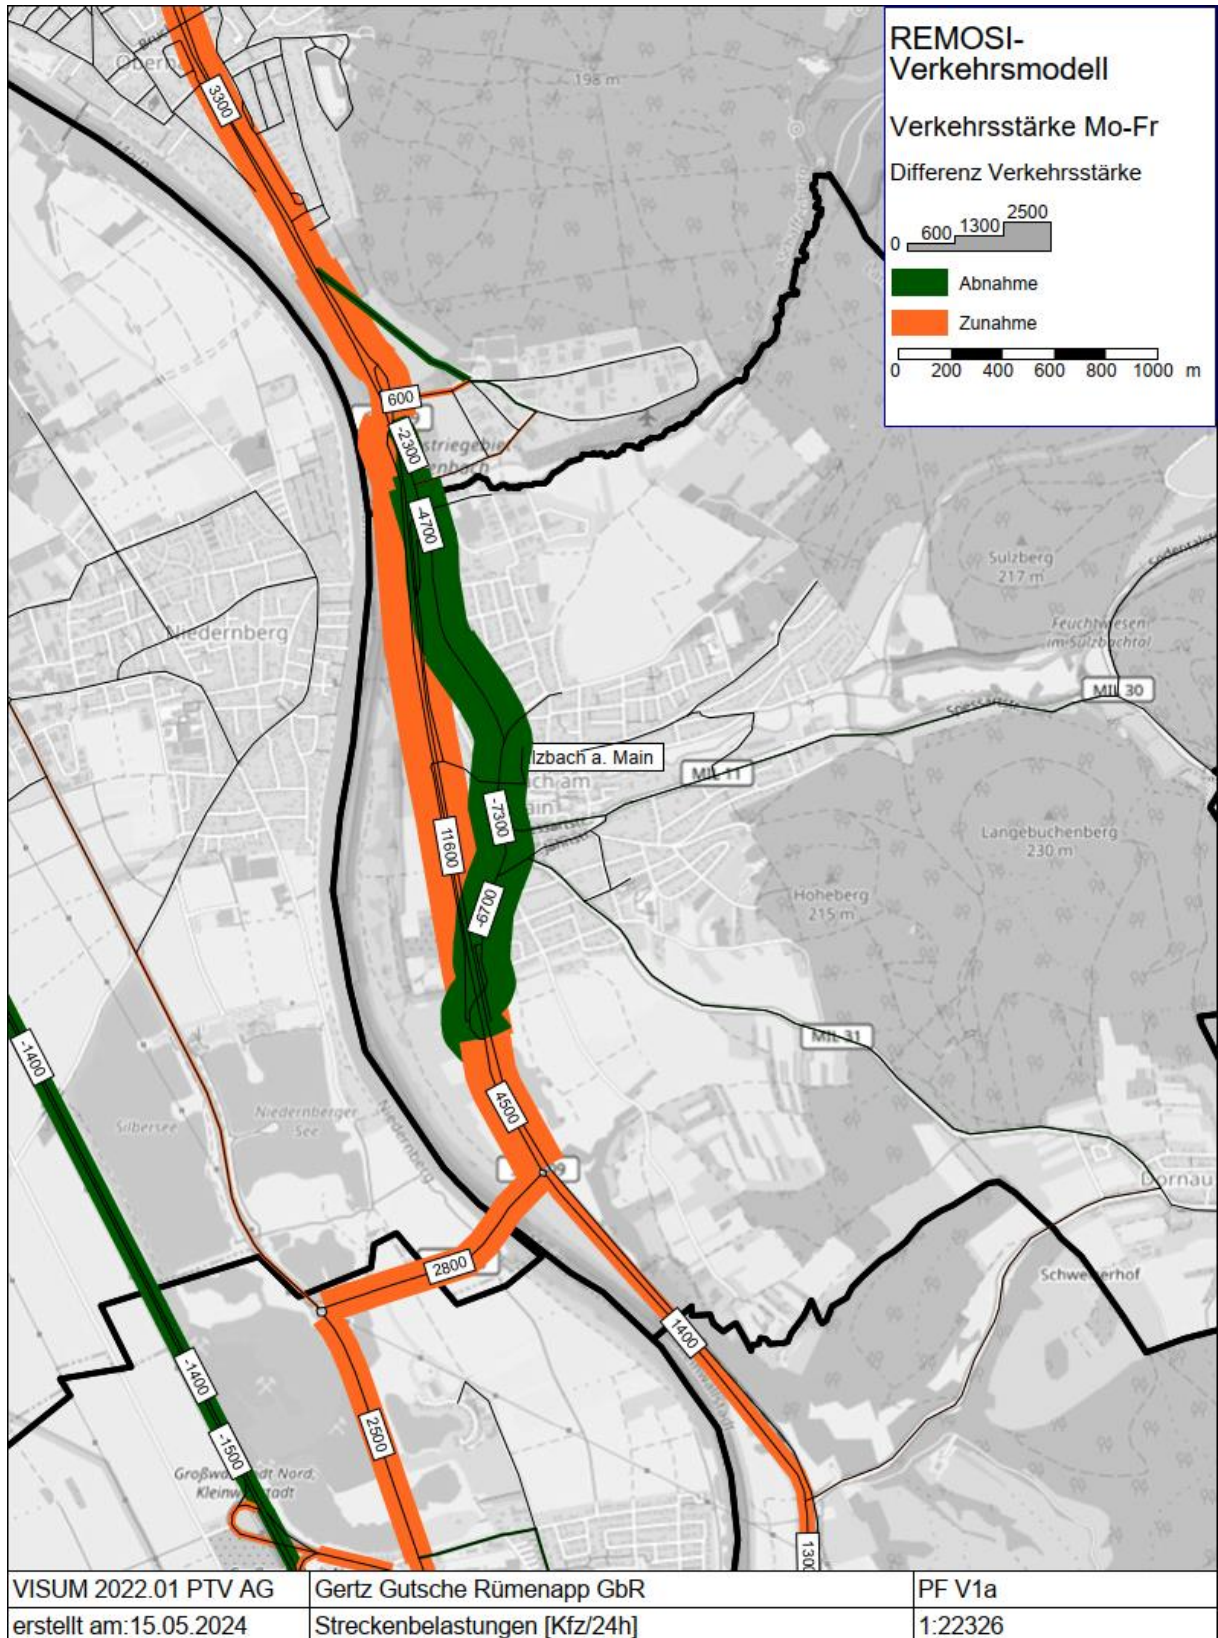 REMOSI-
Verkehrsmodell
Verkehrsstärke Mo-Fr
Differenz Verkehrsstärke
0 600 1300 2500
Abnahme
Zunahme
0 200 400 600 800 1000 m
198 m
3300
Main
600
-2300
-4700
Sulzberg
217 m
Feuchtwiesen
im Sulzbachtal
Niedernberg
MIL 30
Spessartstr.
lzbach a. Main
MIL 11
-7300
11600
Langebuchenberg
230 m
Hoheberg
215 m
-6700
MIL 31
-1400
4500
Silbersee
Niedernberger
See
Niedernberg
Dornau
2800
1400
-1400
2500
-1500
1300
VISUM 2022.01 PTV AG
Gertz Gutsche Rümenapp GbR
PF V1a
erstellt am:15.05.2024
Streckenbelastungen [Kfz/24h]
1:22326